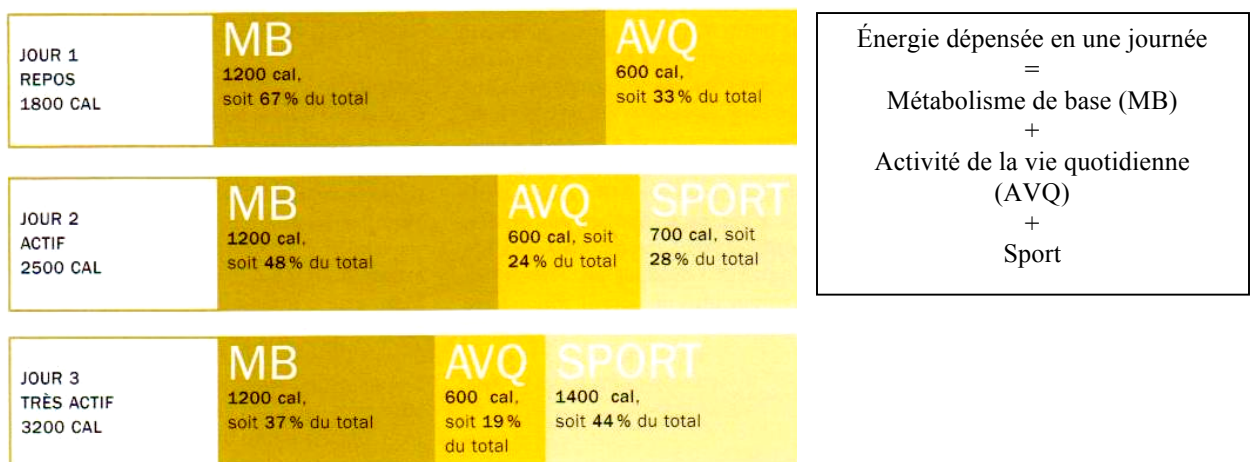 JOUR 1
REPOS
1800 CAL
MB
1200 cal,
soit 67% du total
AVQ
600 cal,
soit 33% du total
JOUR 2
ACTIF
2500 CAL
MB
1200 cal,
soit 48% du total
AVQ
600 cal, soit
24% du total
SPORT
700 cal, soit
28% du total
JOUR 3
TRÈS ACTIF
3200 CAL
MB
1200 cal,
soit 37% du total
AVQ
600 cal,
soit 19%
du total
SPORT
1400 cal,
soit 44% du total
Énergie dépensée en une journée
=
Métabolisme de base (MB)
+
Activité de la vie quotidienne
(AVQ)
+
Sport